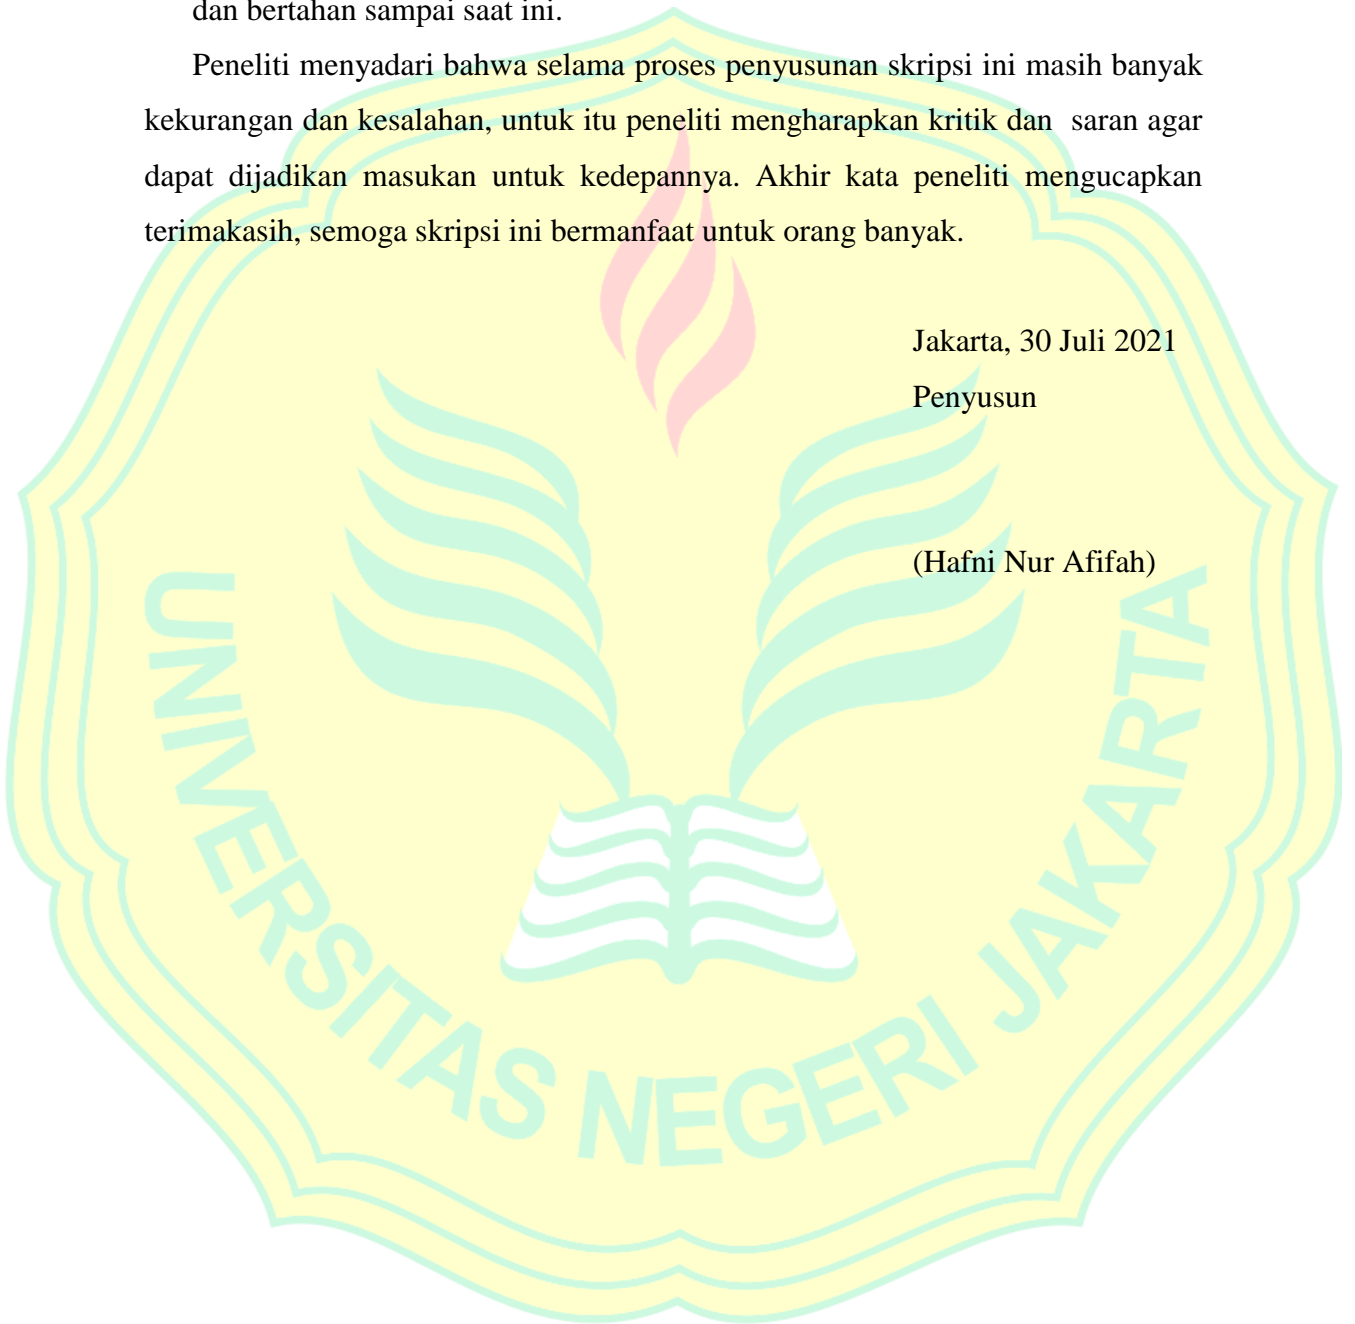 dan bertahan sampai saat ini.
Peneliti menyadari bahwa selama proses penyusunan skripsi ini masih banyak
kekurangan dan kesalahan, untuk itu peneliti mengharapkan kritik dan  saran agar
dapat dijadikan masukan untuk kedepannya. Akhir kata peneliti mengucapkan
terimakasih, semoga skripsi ini bermanfaat untuk orang banyak.
Jakarta, 30 Juli 2021
Penyusun
(Hafni Nur Afifah)
UNIVERSITAS NEGERI JAKARTA